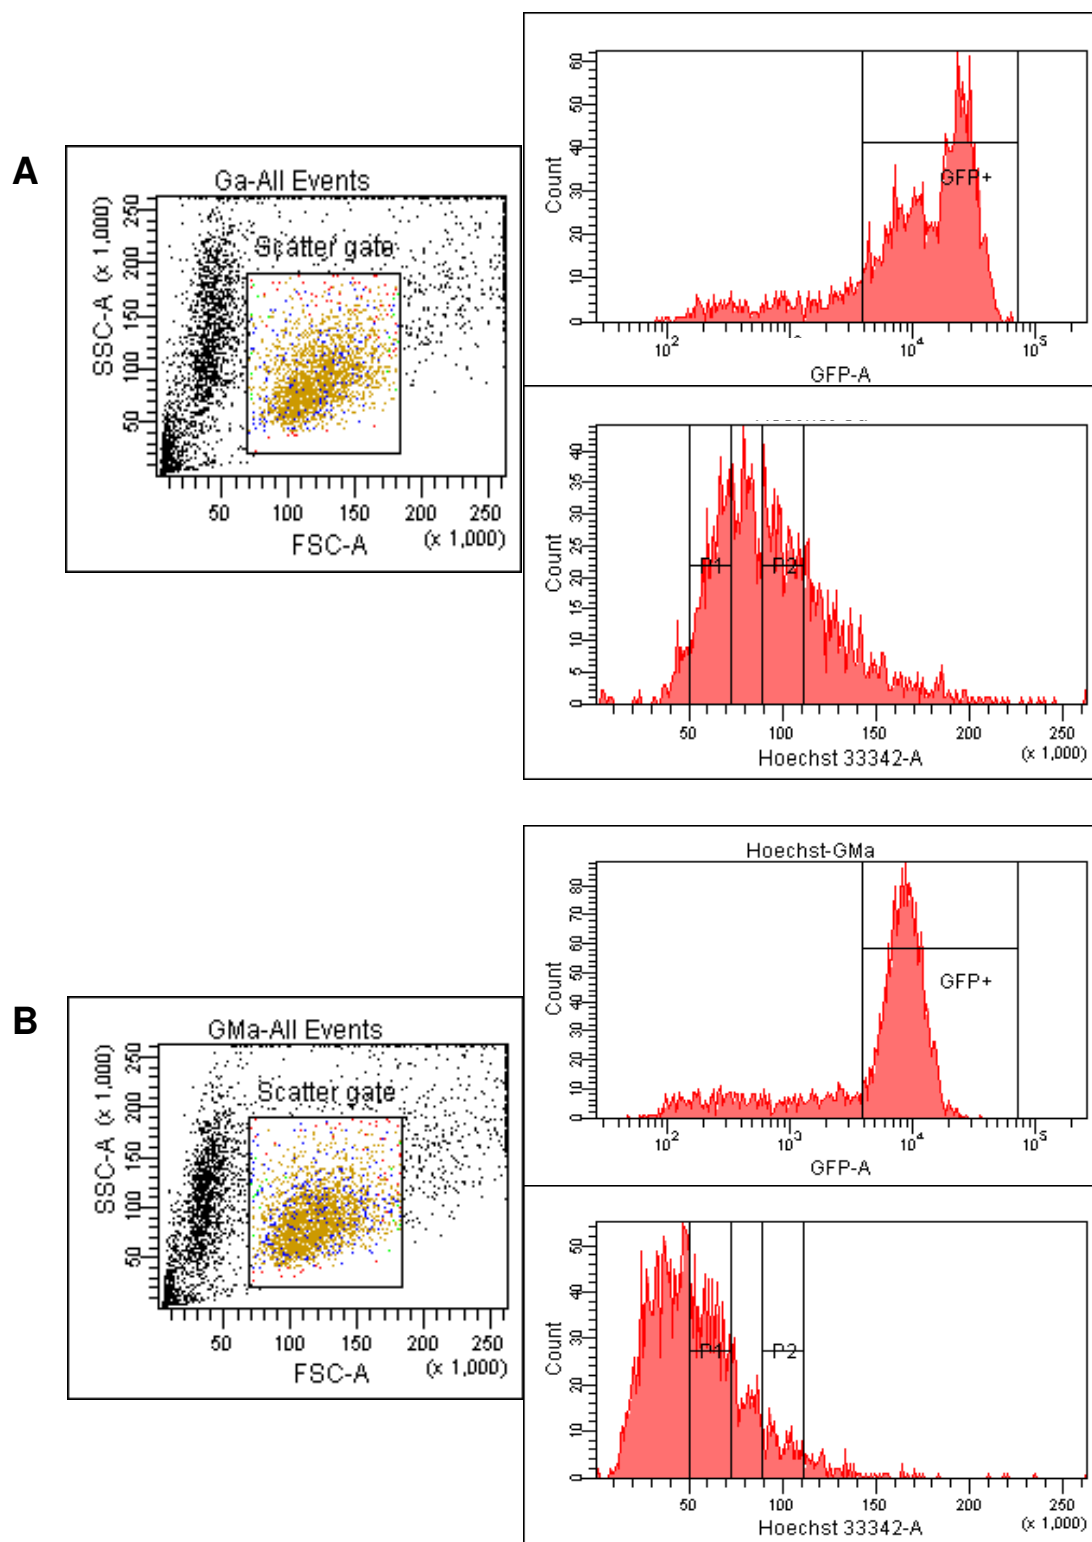 A
Ga-All Events
Scatter gate
SSC-A (x 1,000)
250
200
150
100
50
50 100 150 200 250
FSC-A (x 1,000)
Count
60
50
40
30
20
10
0
GFP+
10² 10³ 10⁴ 10⁵
GFP-A
Count
40
35
30
25
20
15
10
5
0
P1 P2
50 100 150 200 250
Hoechst 33342-A (x 1,000)
B
GMa-All Events
Scatter gate
SSC-A (x 1,000)
250
200
150
100
50
50 100 150 200 250
FSC-A (x 1,000)
Hoechst-GMa
Count
80
70
60
50
40
30
20
10
0
GFP+
10² 10³ 10⁴ 10⁵
GFP-A
Count
50
40
30
20
10
0
P1 P2
50 100 150 200 250
Hoechst 33342-A (x 1,000)